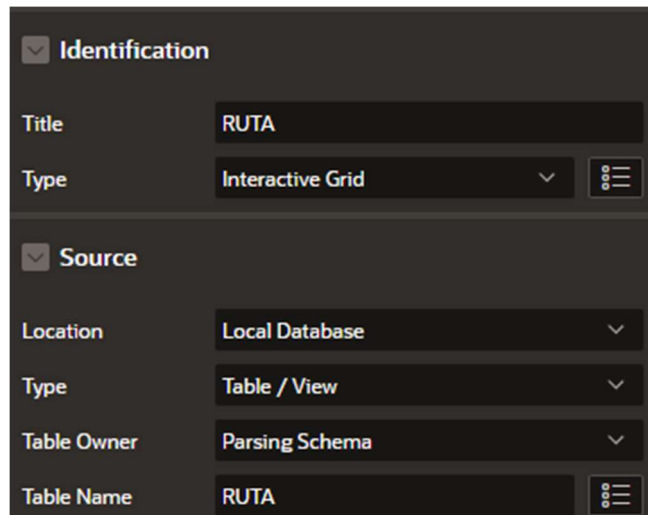 Identification
Title RUTA
Type Interactive Grid
Source
Location Local Database
Type Table / View
Table Owner Parsing Schema
Table Name RUTA